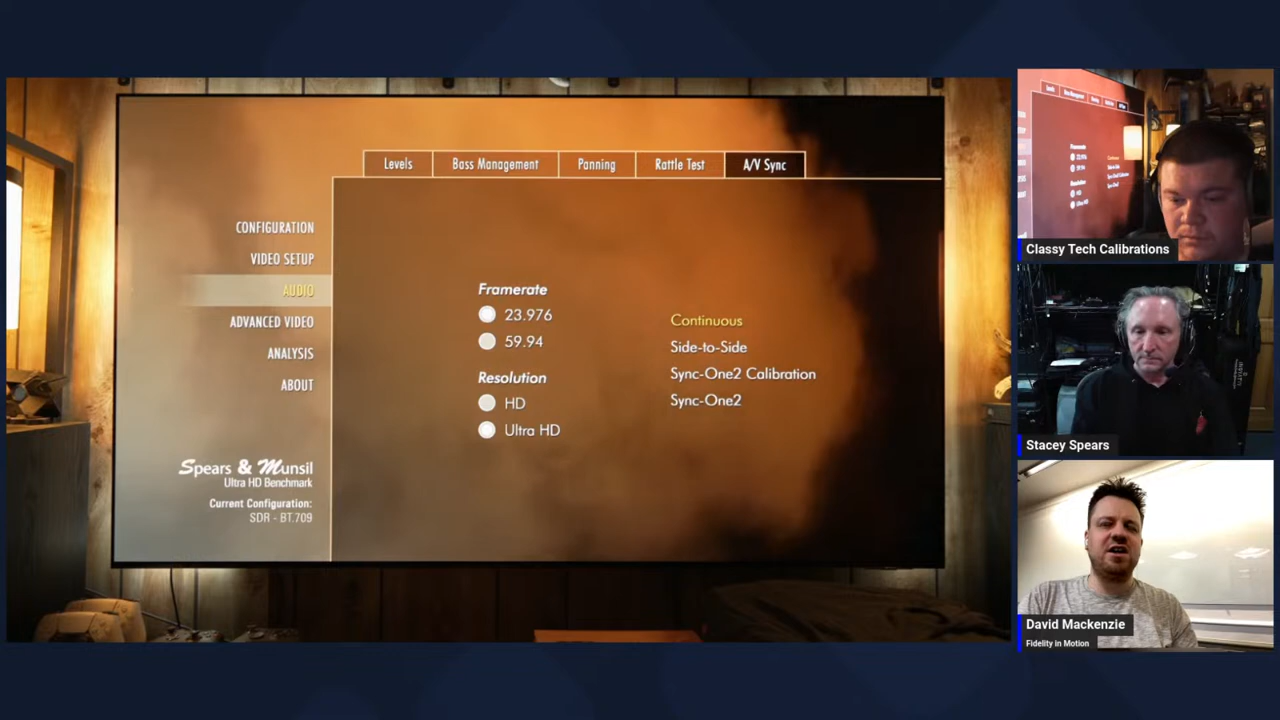 Levels
Bass Management
Panning
Rattle Test
A/V Sync
CONFIGURATION
VIDEO SETUP
AUDIO
ADVANCED VIDEO
ANALYSIS
ABOUT
Framerate
23.976
59.94
Resolution
HD
Ultra HD
Continuous
Side-to-Side
Sync-One2 Calibration
Sync-One2
Spears & Munsil
Ultra HD Benchmark
Current Configuration:
SDR - BT.709
Classy Tech Calibrations
Stacey Spears
David Mackenzie
Fidelity in Motion